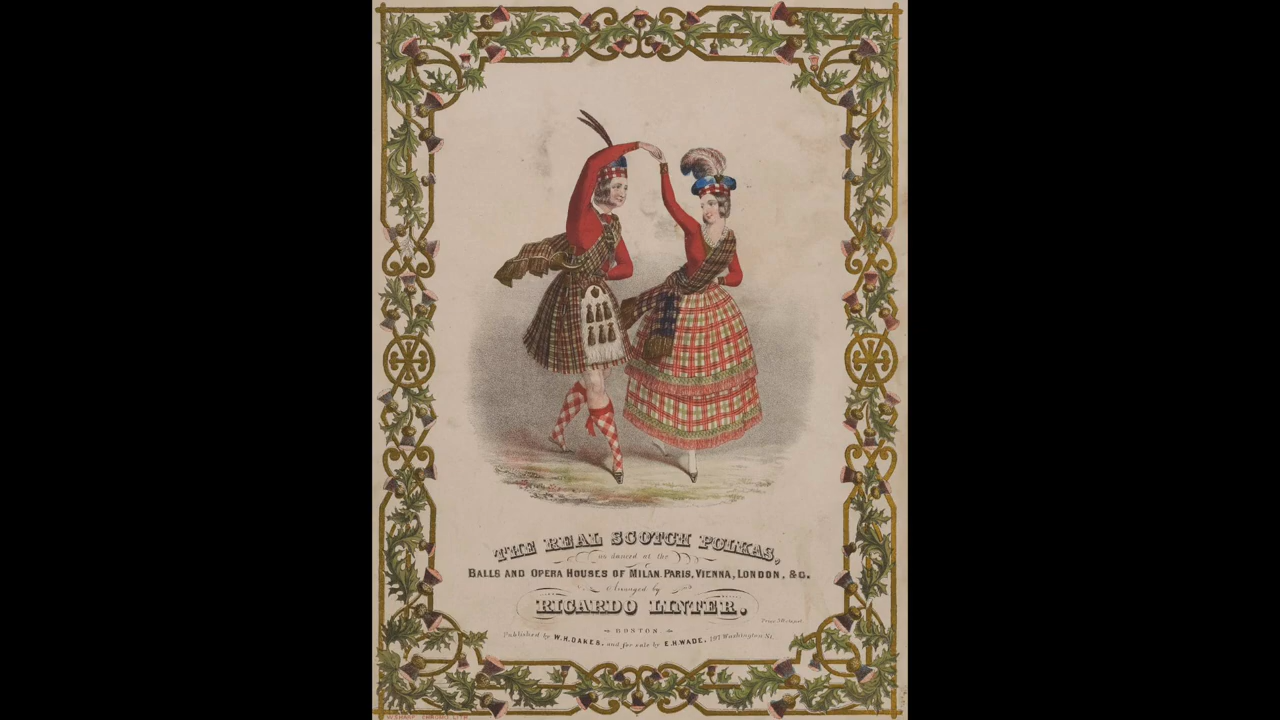 THE REAL SCOTCH POLKAS,
as danced at the
BALLS AND OPERA HOUSES OF MILAN, PARIS, VIENNA, LONDON, &c.
Arranged by
RICARDO LINTER.
BOSTON.
Published by W.H. OAKES, and for sale by E.H. WADE, 197 Washington St.